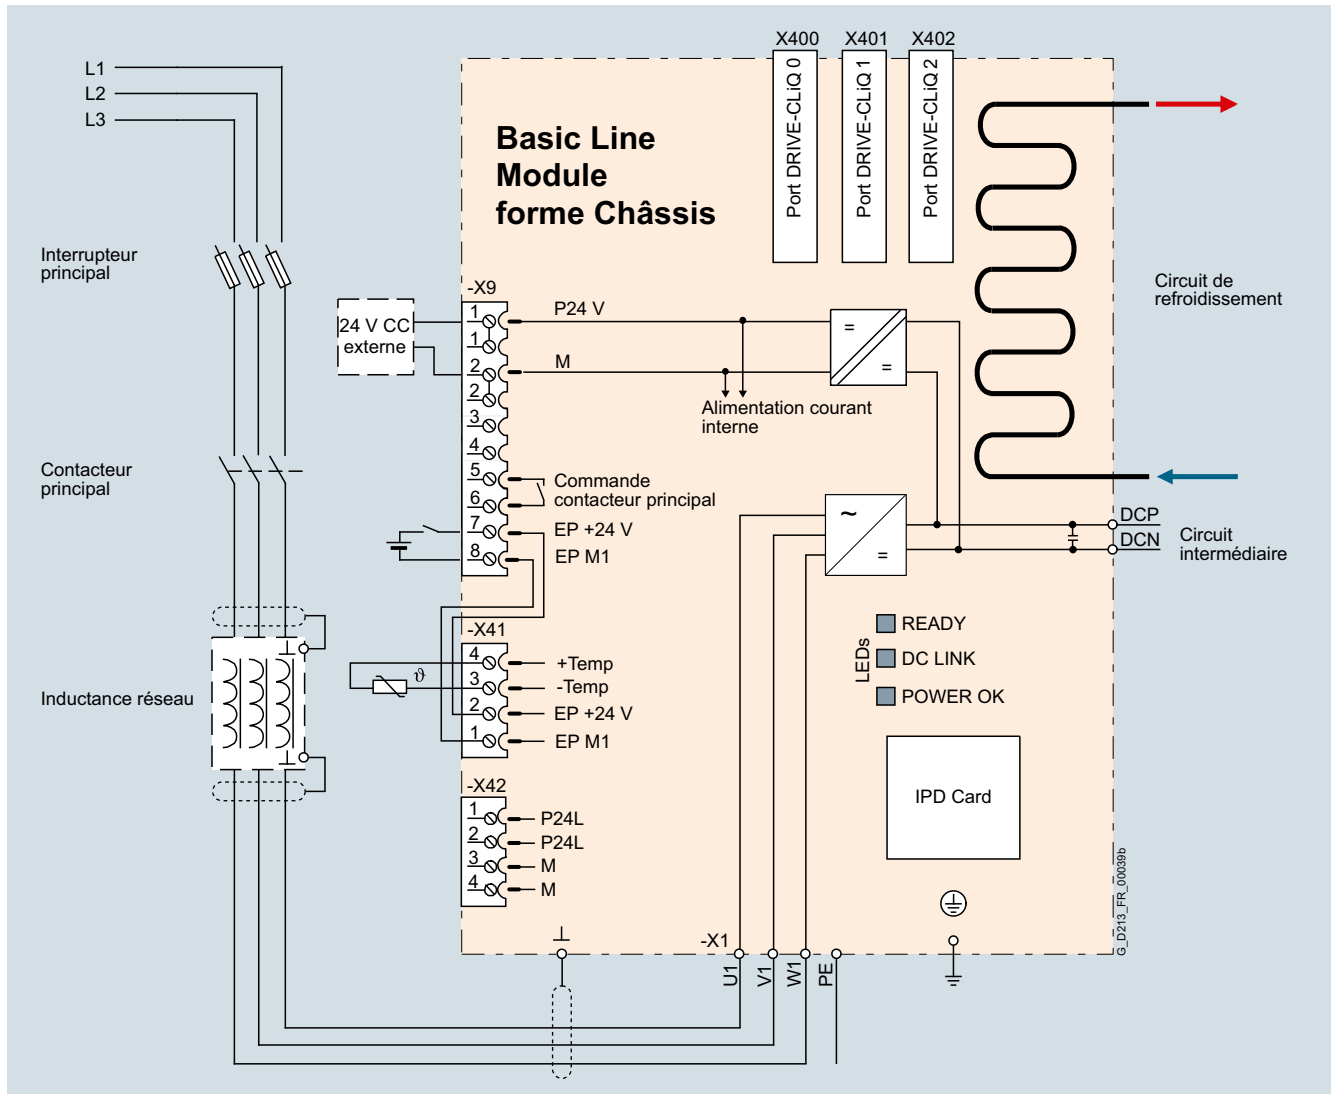 X400
X401
X402
L1
L2
L3
Port DRIVE-CLiQ 0
Port DRIVE-CLiQ 1
Port DRIVE-CLiQ 2
Basic Line
Module
forme Châssis
Interrupteur
principal
Circuit de
refroidissement
-X9
24 V CC
externe
1
1
2
2
3
4
5
6
7
8
P24 V
M
=
=
Alimentation courant
interne
Commande
contacteur principal
EP +24 V
EP M1
Contacteur
principal
~
=
DCP
DCN
Circuit
intermédiaire
LEDs
READY
DC LINK
POWER OK
Inductance réseau
-X41
ϑ
4
+Temp
3
-Temp
2
EP +24 V
1
EP M1
-X42
1
P24L
2
P24L
3
M
4
M
IPD Card
G_D213_FR_00039b
-X1
U1
V1
W1
PE